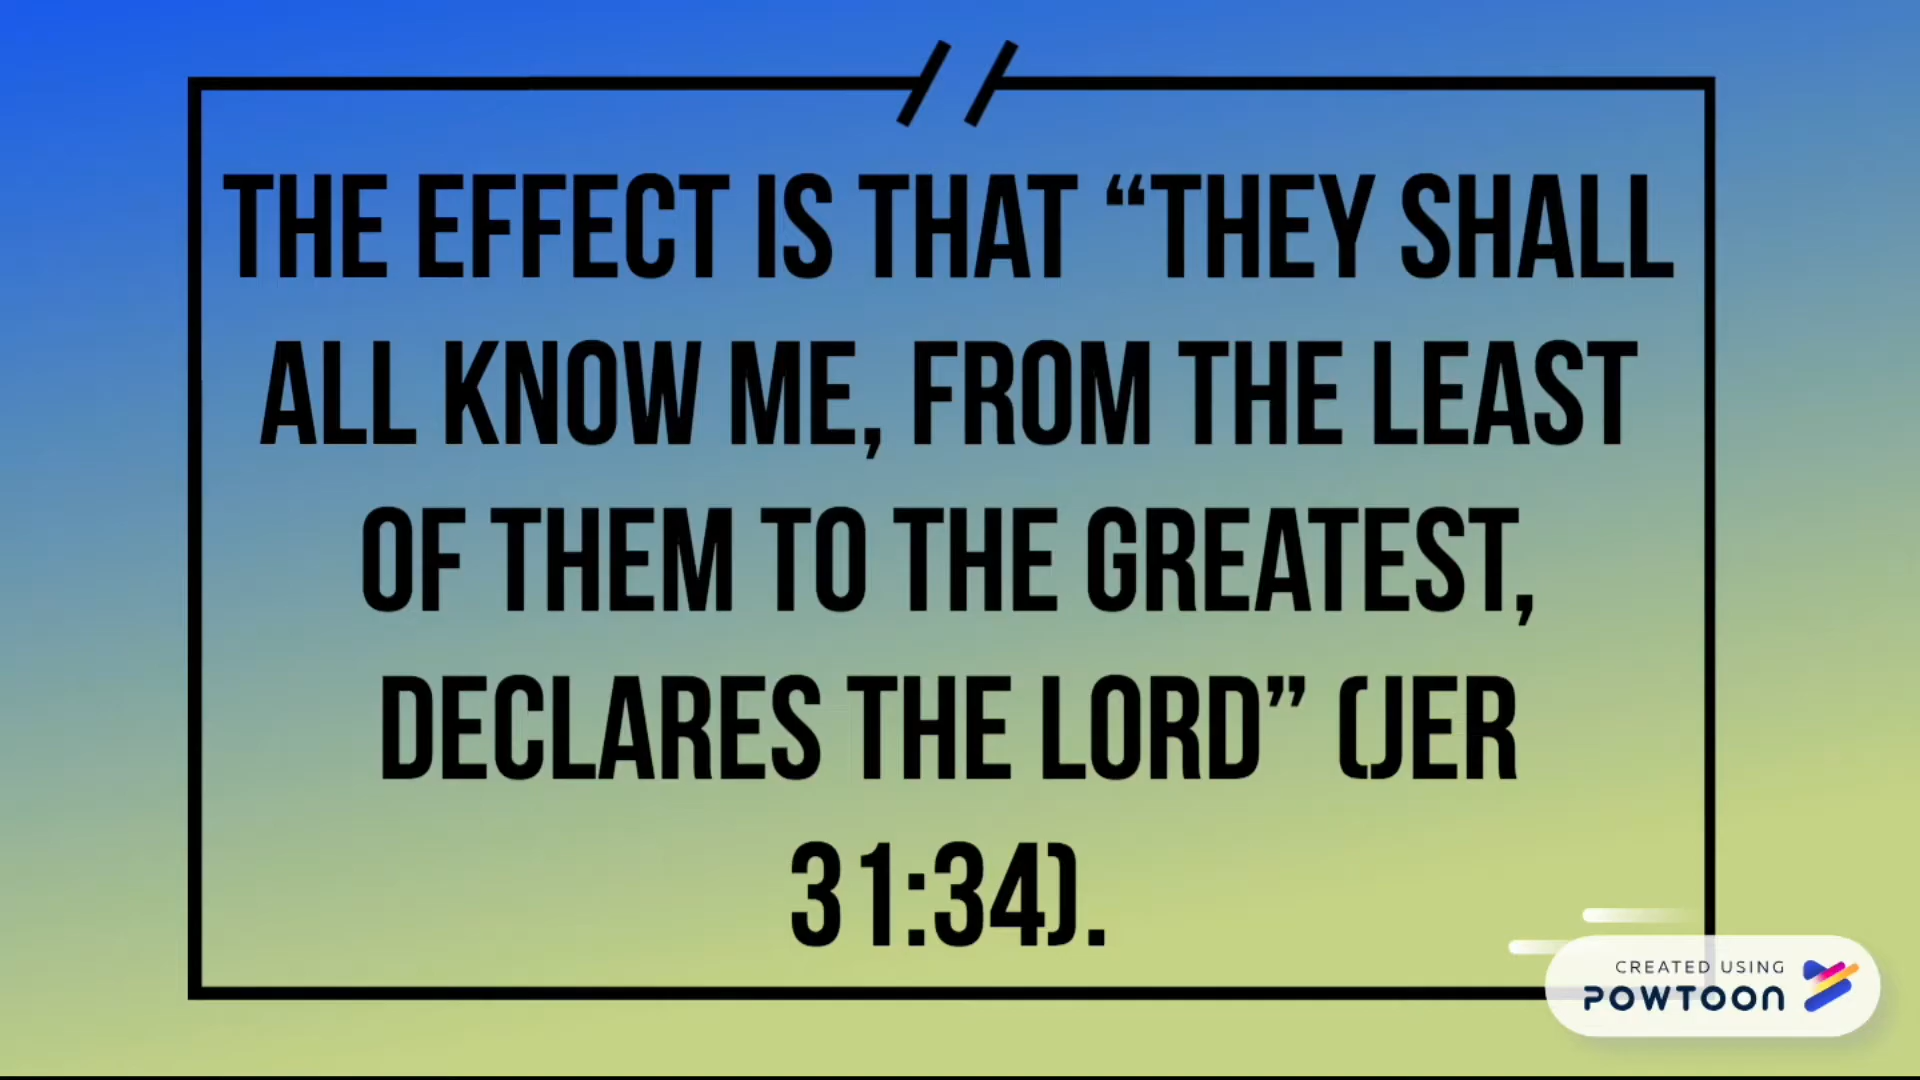 THE EFFECT IS THAT “THEY SHALL
ALL KNOW ME, FROM THE LEAST
OF THEM TO THE GREATEST,
DECLARES THE LORD” (JER
31:34).
CREATED USING
POWTOON